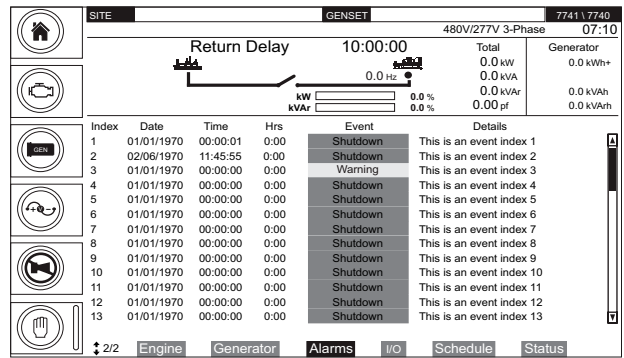 SITE GENSET 7741 \ 7740
480V/277V 3-Phase 07:10
Return Delay 10:00:00 Total Generator
0.0 kW 0.0 kWh+
0.0 Hz 0.0 kVA
0.0 kVAr 0.0 kVAh
kW 0.0 %
kVAr 0.0 % 0.00 pf 0.0 kVArh
Index Date Time Hrs Event Details
1 01/01/1970 00:00:01 0:00 Shutdown This is an event index 1
2 02/06/1970 11:45:55 0:00 Shutdown This is an event index 2
3 01/01/1970 00:00:00 0:00 Warning This is an event index 3
4 01/01/1970 00:00:00 0:00 Shutdown This is an event index 4
5 01/01/1970 00:00:00 0:00 Shutdown This is an event index 5
6 01/01/1970 00:00:00 0:00 Shutdown This is an event index 6
7 01/01/1970 00:00:00 0:00 Shutdown This is an event index 7
8 01/01/1970 00:00:00 0:00 Shutdown This is an event index 8
9 01/01/1970 00:00:00 0:00 Shutdown This is an event index 9
10 01/01/1970 00:00:00 0:00 Shutdown This is an event index 10
11 01/01/1970 00:00:00 0:00 Shutdown This is an event index 11
12 01/01/1970 00:00:00 0:00 Shutdown This is an event index 12
13 01/01/1970 00:00:00 0:00 Shutdown This is an event index 13
2/2 Engine Generator Alarms I/O Schedule Status
GEN